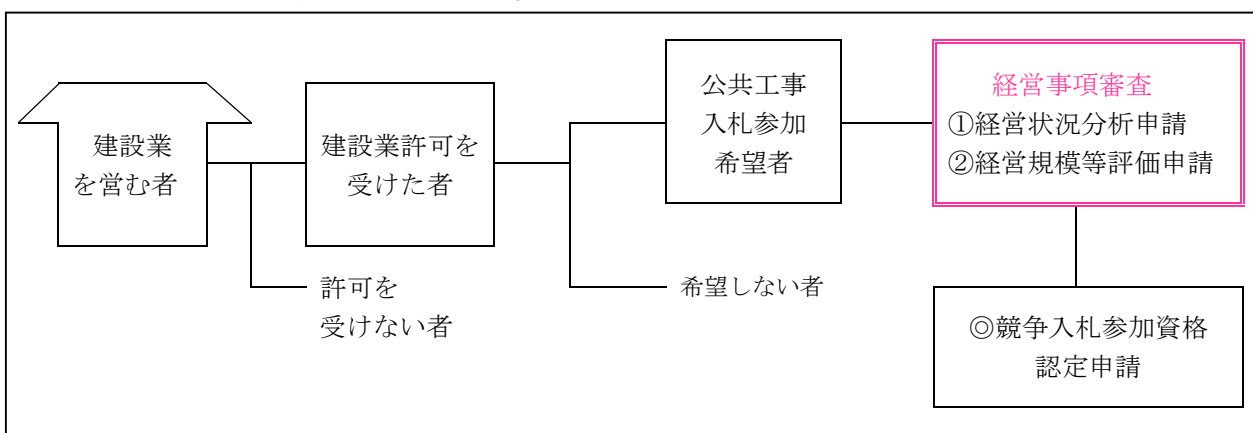 建設業
を営む者
建設業許可を
受けた者
許可を
受けない者
公共工事
入札参加
希望者
希望しない者
経営事項審査
①経営状況分析申請
②経営規模等評価申請
◎競争入札参加資格
認定申請